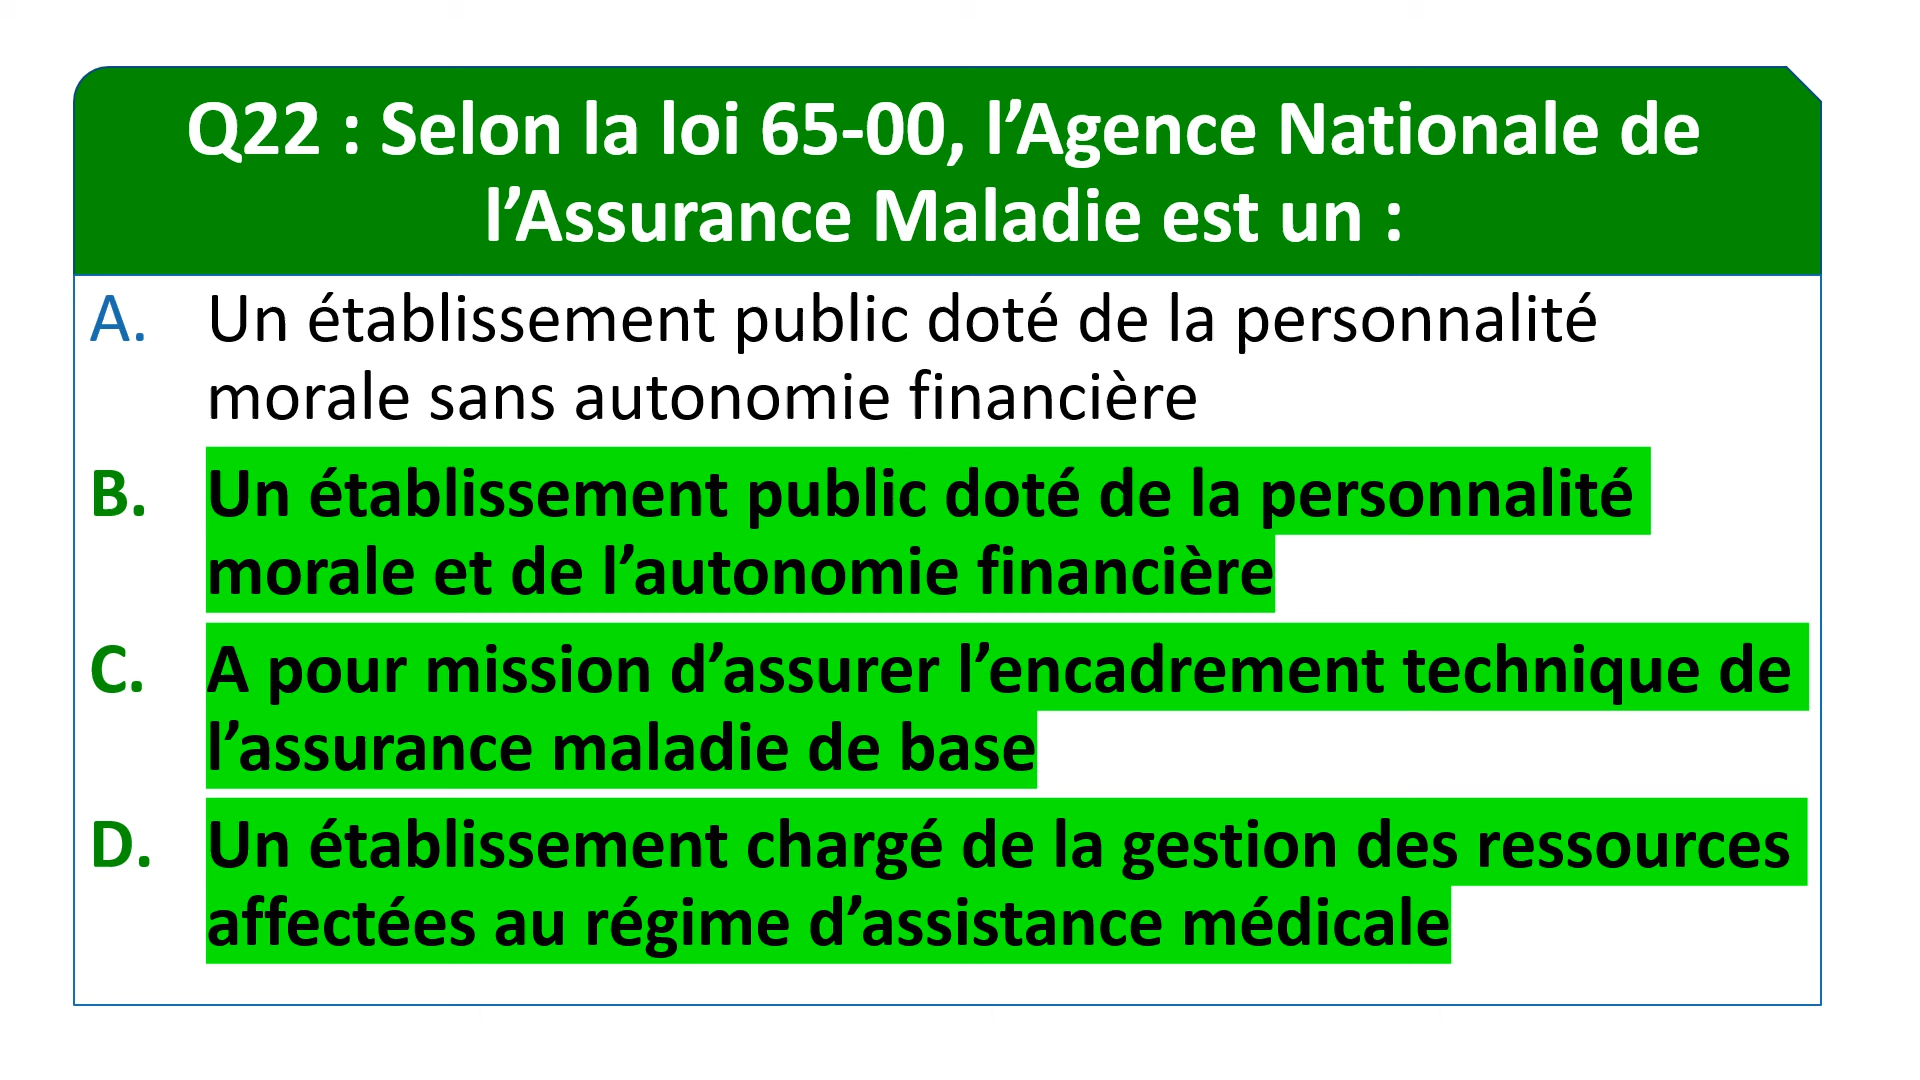 Q22 : Selon la loi 65-00, l’Agence Nationale de
l’Assurance Maladie est un :
A. Un établissement public doté de la personnalité
morale sans autonomie financière
B. Un établissement public doté de la personnalité
morale et de l’autonomie financière
C. A pour mission d’assurer l’encadrement technique de
l’assurance maladie de base
D. Un établissement chargé de la gestion des ressources
affectées au régime d’assistance médicale